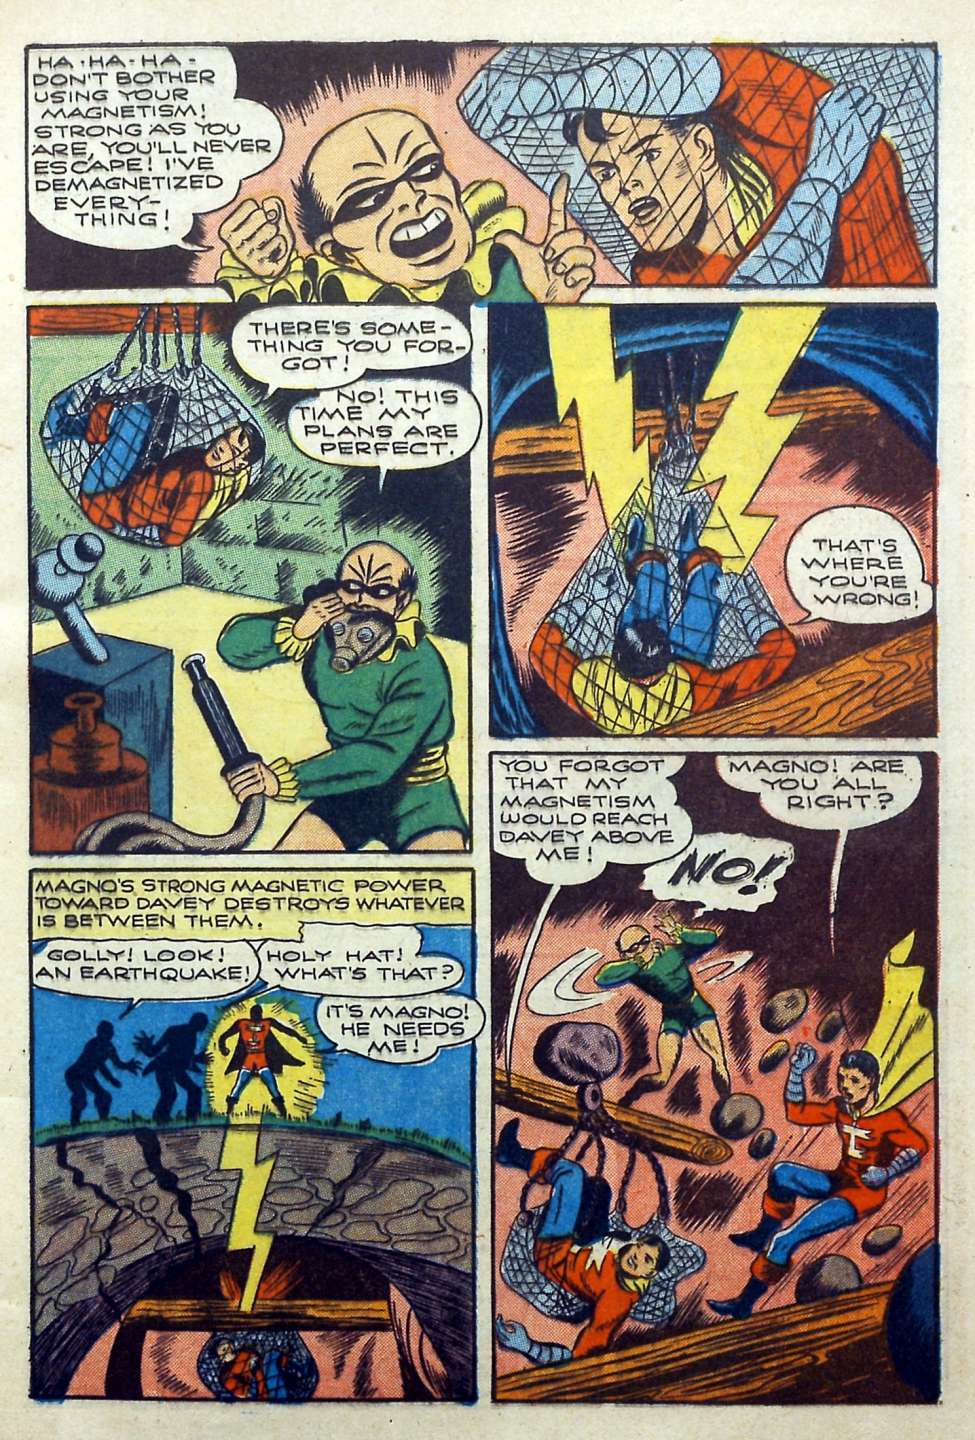 HA-HA-HA-
DON'T BOTHER
USING YOUR
MAGNETISM!
STRONG AS YOU
ARE, YOU'LL NEVER
ESCAPE! I'VE
DEMAGNETIZED
EVERY-
THING!
THERE'S SOME-
THING YOU FOR-
GOT!
NO! THIS
TIME MY
PLANS ARE
PERFECT.
THAT'S
WHERE
YOU'RE
WRONG!
MAGNO'S STRONG MAGNETIC POWER
TOWARD DAVEY DESTROYS WHATEVER
IS BETWEEN THEM.
GOLLY! LOOK!
AN EARTHQUAKE!
HOLY HAT!
WHAT'S THAT?
IT'S MAGNO!
HE NEEDS
ME!
YOU FORGOT
THAT MY
MAGNETISM
WOULD REACH
DAVEY ABOVE
ME!
NO!
MAGNO! ARE
YOU ALL
RIGHT?
T